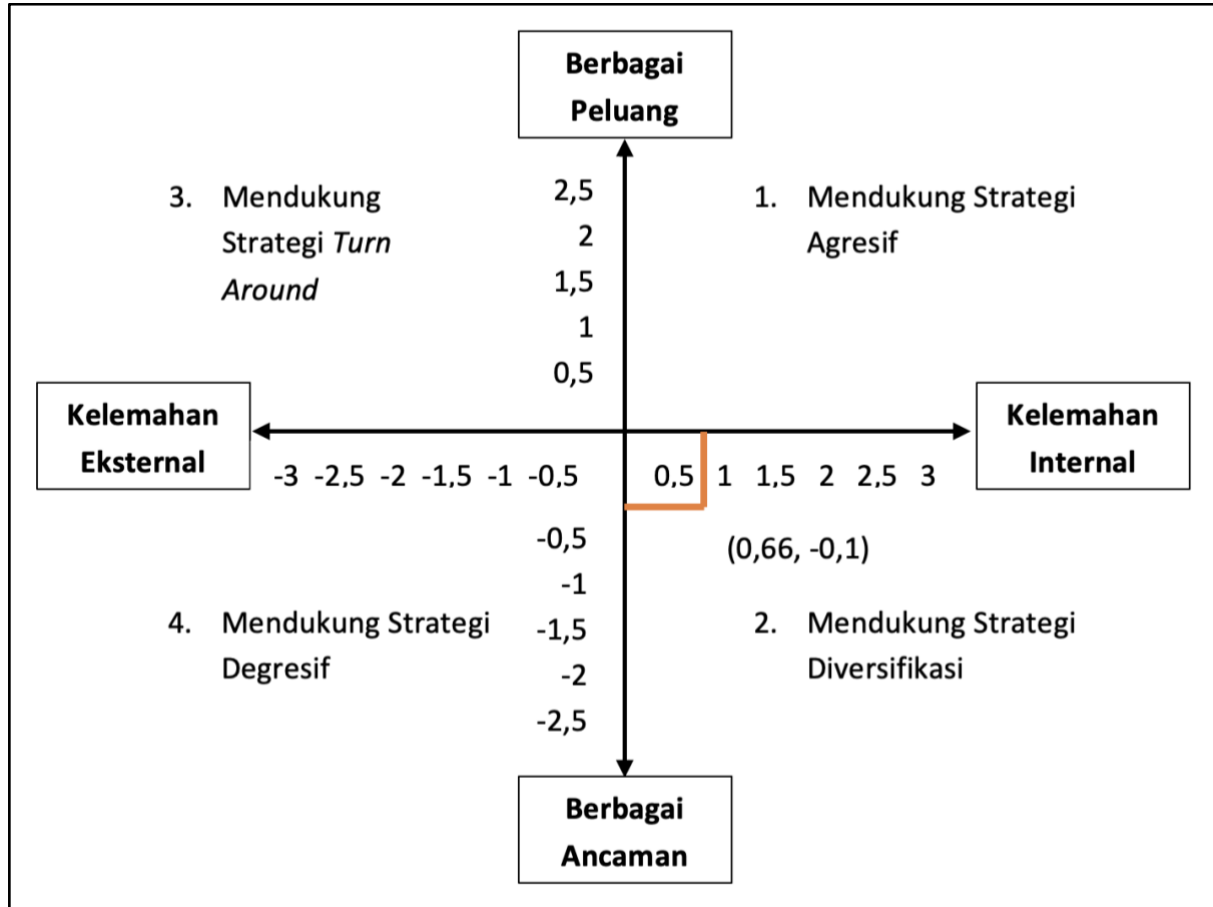 Berbagai
Peluang
3. Mendukung
Strategi Turn
Around
2,5
2
1,5
1
0,5
1. Mendukung Strategi
Agresif
Kelemahan
Eksternal
Kelemahan
Internal
-3 -2,5 -2 -1,5 -1 -0,5 0,5 1 1,5 2 2,5 3
-0,5
-1
-1,5
-2
-2,5
(0,66, -0,1)
4. Mendukung Strategi
Degresif
2. Mendukung Strategi
Diversifikasi
Berbagai
Ancaman